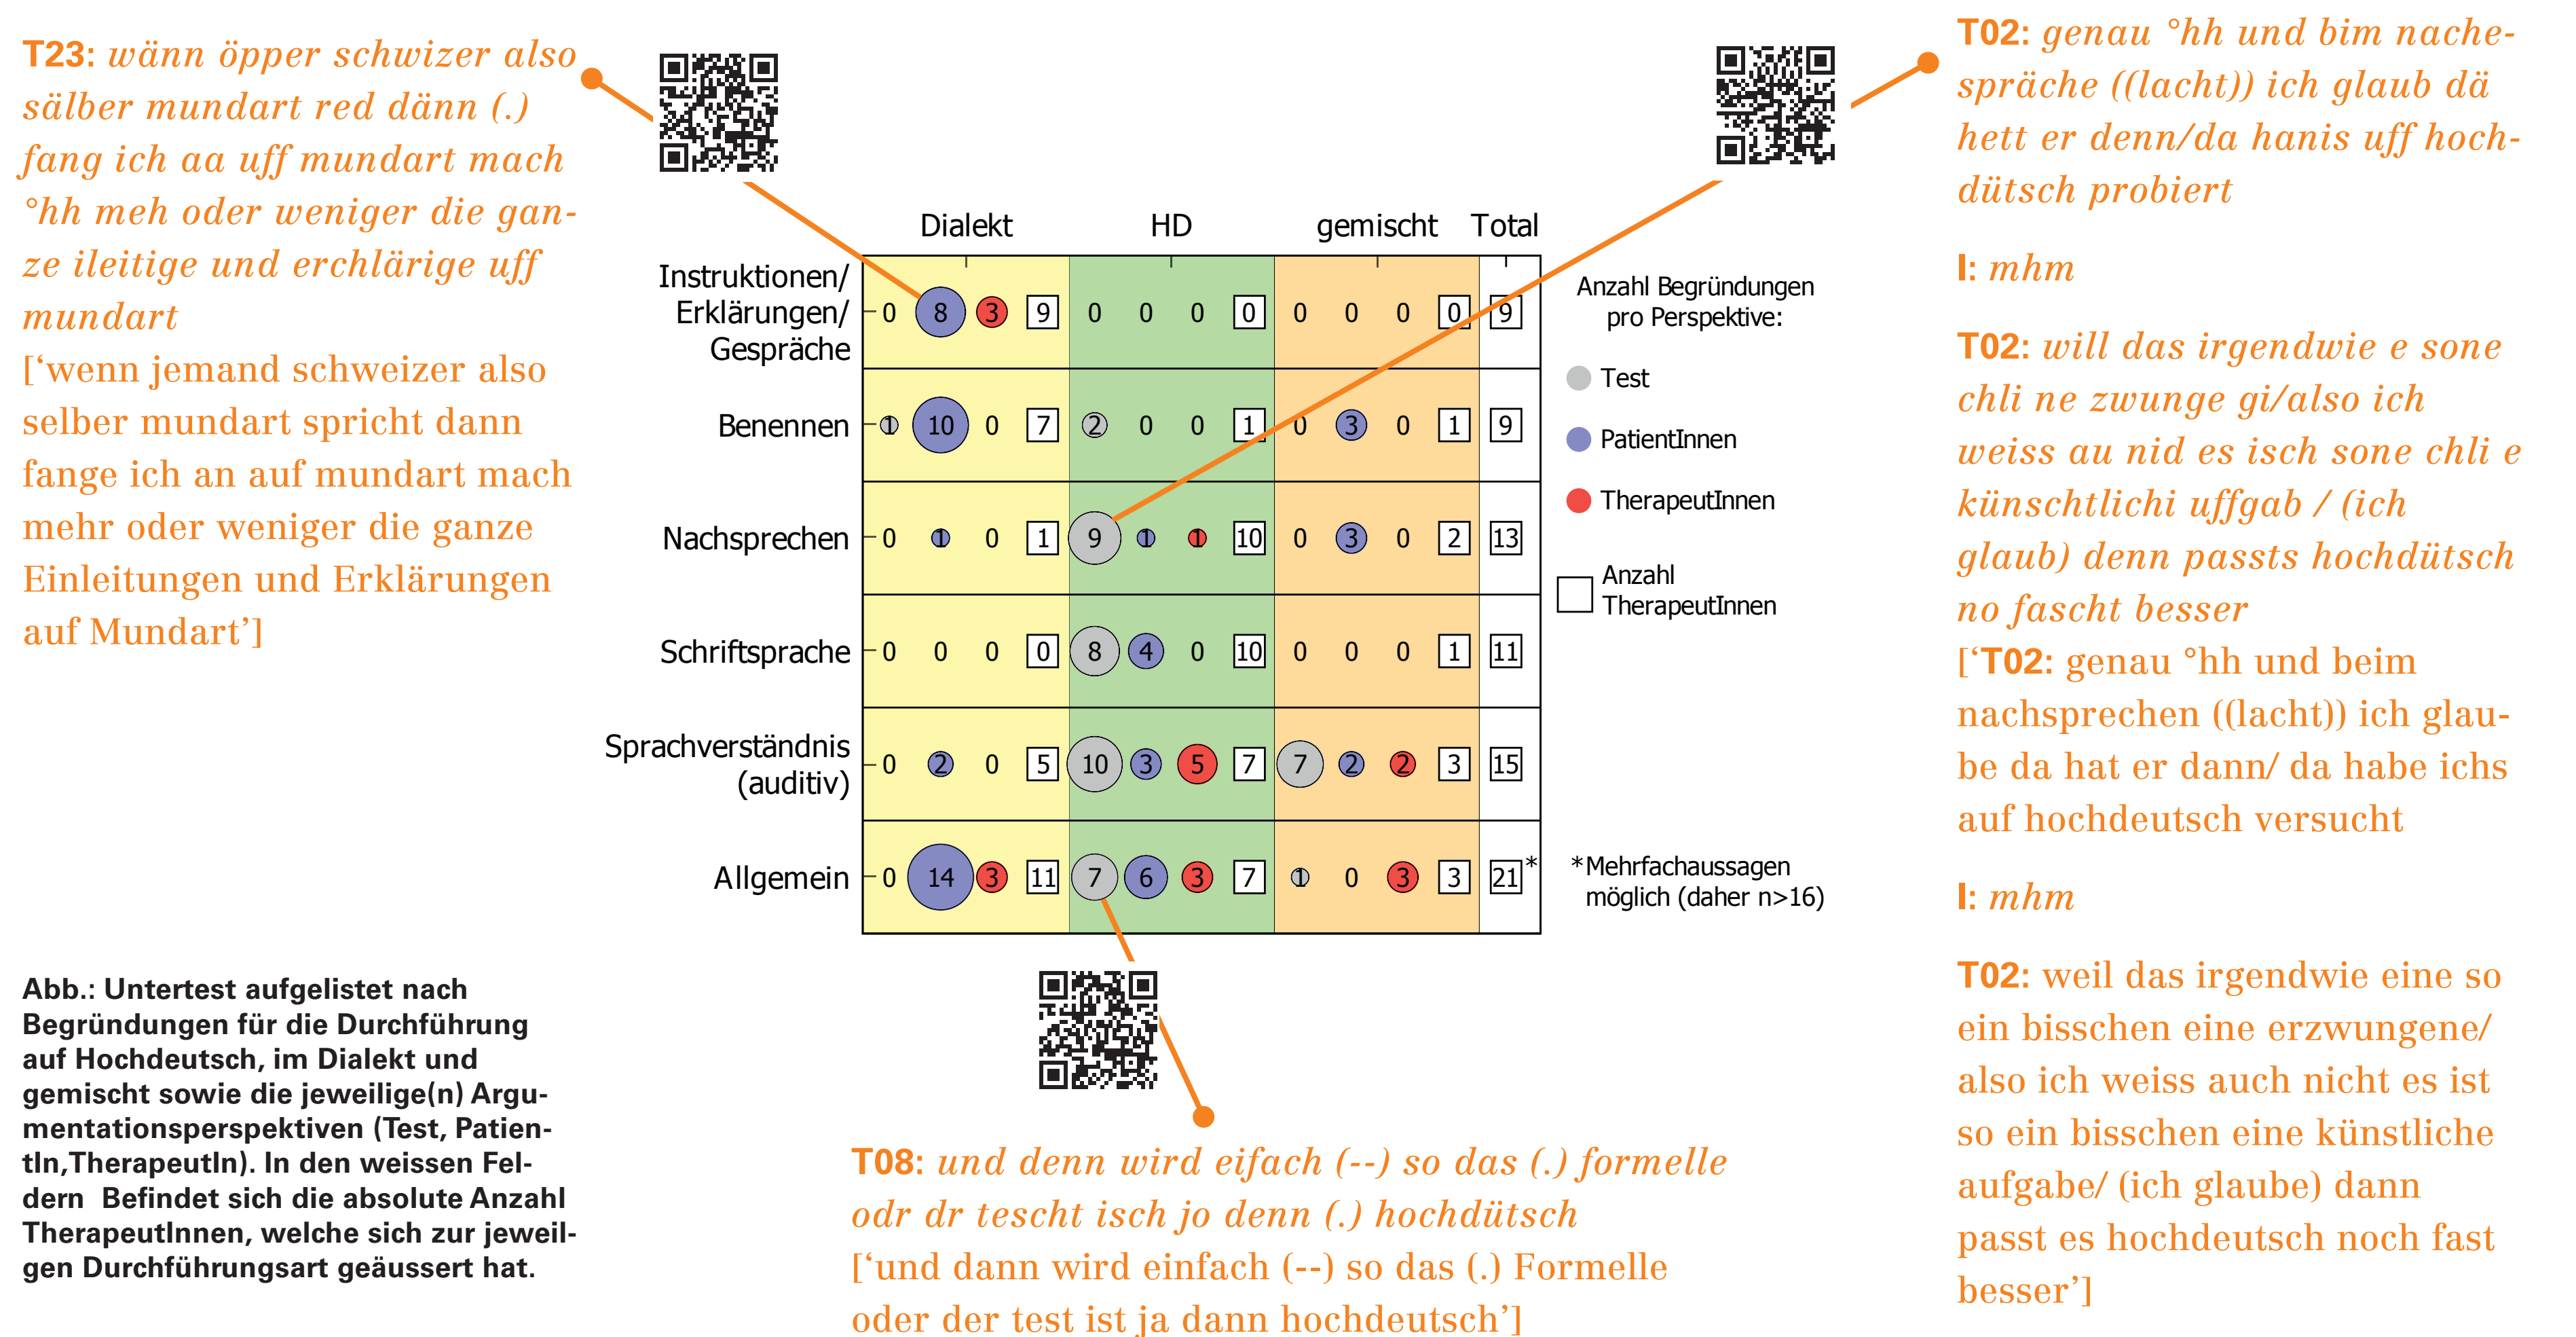 T23: wänn öpper schwizer also
sälber mundart red dänn (.)
fang ich aa uff mundart mach
°hh meh oder weniger die gan-
ze ileitige und erchlärige uff
mundart
[‘wenn jemand schweizer also
selber mundart spricht dann
fange ich an auf mundart mach
mehr oder weniger die ganze
Einleitungen und Erklärungen
auf Mundart’]
Dialekt HD gemischt Total
Instruktionen/
Erklärungen/
Gespräche
0 8 3 9 0 0 0 0 0 0 0 0 9
Benennen 1 10 0 7 2 0 0 1 0 3 0 1 9
Nachsprechen 0 1 0 1 9 1 1 10 0 3 0 2 13
Schriftsprache 0 0 0 0 8 4 0 10 0 0 0 1 11
Sprachverständnis
(auditiv)
0 2 0 5 10 3 5 7 7 2 2 3 15
Allgemein 0 14 3 11 7 6 3 7 1 0 3 3 21*
Anzahl Begründungen
pro Perspektive:
Test
PatientInnen
TherapeutInnen
Anzahl
TherapeutInnen
*Mehrfachaussagen
möglich (daher n>16)
T02: genau °hh und bim nache-
spräche ((lacht)) ich glaub dä
hett er denn/da hanis uff hoch-
dütsch probiert
I: mhm
T02: will das irgendwie e sone
chli ne zwunge gi/also ich
weiss au nid es isch sone chli e
künschtlichi uffgab / (ich
glaub) denn passts hochdütsch
no fascht besser
[‘T02: genau °hh und beim
nachsprechen ((lacht)) ich glau-
be da hat er dann/ da habe ichs
auf hochdeutsch versucht
I: mhm
T02: weil das irgendwie eine so
ein bisschen eine erzwungene/
also ich weiss auch nicht es ist
so ein bisschen eine künstliche
aufgabe/ (ich glaube) dann
passt es hochdeutsch noch fast
besser’]
Abb.: Untertest aufgelistet nach
Begründungen für die Durchführung
auf Hochdeutsch, im Dialekt und
gemischt sowie die jeweilige(n) Argu-
mentationsperspektiven (Test, Patien-
tIn,TherapeutIn). In den weissen Fel-
dern Befindet sich die absolute Anzahl
TherapeutInnen, welche sich zur jeweil-
gen Durchführungsart geäussert hat.
T08: und denn wird eifach (--) so das (.) formelle
odr dr tescht isch jo denn (.) hochdütsch
[‘und dann wird einfach (--) so das (.) Formelle
oder der test ist ja dann hochdeutsch’]